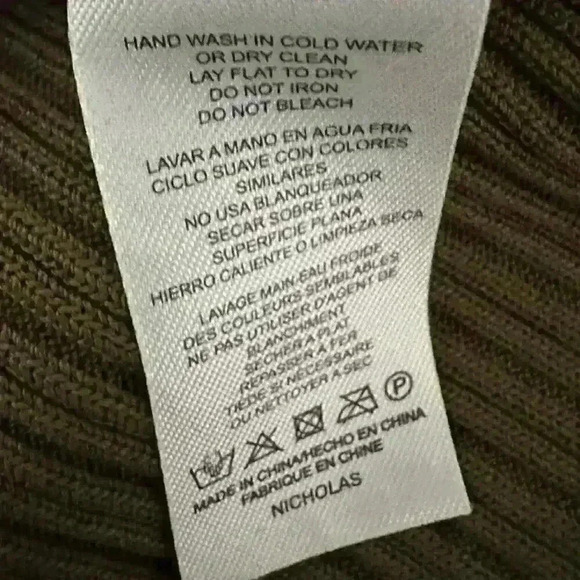 HAND WASH IN COLD WATER
OR DRY CLEAN
LAY FLAT TO DRY
DO NOT IRON
DO NOT BLEACH
LAVAR A MANO EN AGUA FRIA
CICLO SUAVE CON COLORES
SIMILARES
NO USA BLANQUEADOR
SECAR SOBRE UNA
SUPERFICIE PLANA
HIERRO CALIENTE O LIMPIEZA SECA
LAVAGE MAIN-EAU FROIDE
DES COULEURS SEMBLABLES
NE PAS UTILISER D'AGENT DE
BLANCHIMENT
SECHER A PLAT
REPASSER A FER
TIEDE SI NECESSAIRE
OU NETTOYER A SEC
P
MADE IN CHINA/HECHO EN CHINA
FABRIQUE EN CHINE
NICHOLAS